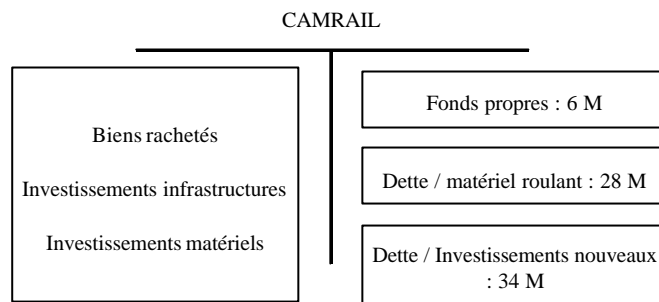 CAMRAIL
Biens rachetés
Investissements infrastructures
Investissements matériels
Fonds propres : 6 M
Dette / matériel roulant : 28 M
Dette / Investissements nouveaux
: 34 M